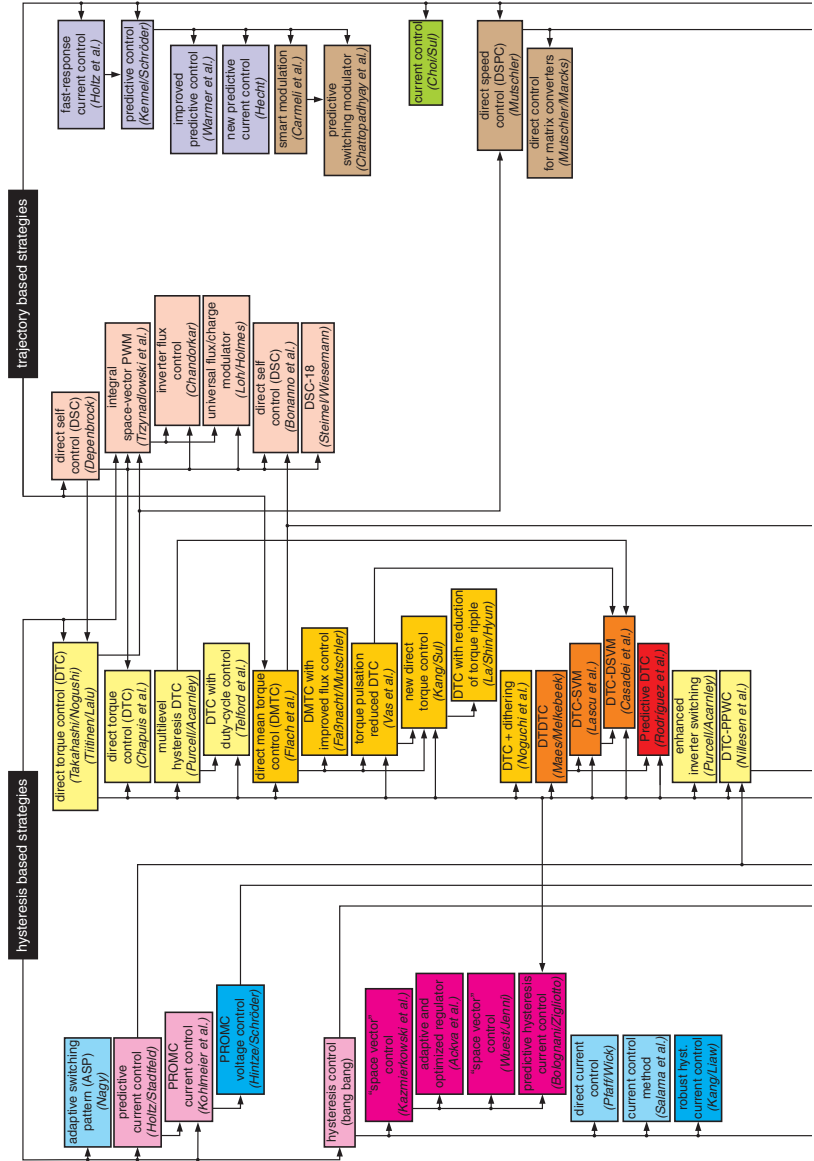 hysteresis based strategies
trajectory based strategies
adaptive switching
pattern (ASP)
(Nagy)
predictive
current control
(Holtz/Stadtfeld)
PROMC
current control
(Kohlmeier et al.)
PROMC
voltage control
(Hintze/Schröder)
hysteresis control
(bang bang)
"space vector"
control
(Kazmierkowski et al.)
adaptive and
optimized regulator
(Ackva et al.)
"space vector"
control
(Wuest/Jenni)
predictive hysteresis
current control
(Bolognani/Zigliotto)
direct current
control
(Pfaff/Wick)
current control
method
(Salama et al.)
robust hyst.
current control
(Kang/Liaw)
direct torque control (DTC)
(Takahashi/Nogushi)
(Tiitinen/Lalu)
direct torque
control (DTC)
(Chapuis et al.)
multilevel
hysteresis DTC
(Purcell/Acarnley)
DTC with
duty-cycle control
(Telford et al.)
direct mean torque
control (DMTC)
(Flach et al.)
DMTC with
improved flux control
(Faßnacht/Mutschler)
torque pulsation
reduced DTC
(Vas et al.)
new direct
torque control
(Kang/Sul)
DTC with reduction
of torque ripple
(La/Shin/Hyun)
DTC + dithering
(Noguchi et al.)
DTDTC
(Maes/Melkebeek)
DTC-SVM
(Lascu et al.)
DTC-DSVM
(Casadei et al.)
Predictive DTC
(Rodríguez et al.)
enhanced
inverter switching
(Purcell/Acarnley)
DTC-PPWC
(Nillesen et al.)
direct self
control (DSC)
(Depenbrock)
integral
space-vector PWM
(Trzynadlowski et al.)
inverter flux
control
(Chandorkar)
universal flux/charge
modulator
(Loh/Holmes)
direct self
control (DSC)
(Bonanno et al.)
DSC-18
(Steimel/Wiesemann)
fast-response
current control
(Holtz et al.)
predictive control
(Kennel/Schröder)
improved
predictive control
(Warmer et al.)
new predictive
current control
(Hecht)
smart modulation
(Carmeli et al.)
predictive
switching modulator
(Chattopadhyay et al.)
current control
(Choi/Sul)
direct speed
control (DSPC)
(Mutschler)
direct control
for matrix converters
(Mutschler/Marcks)